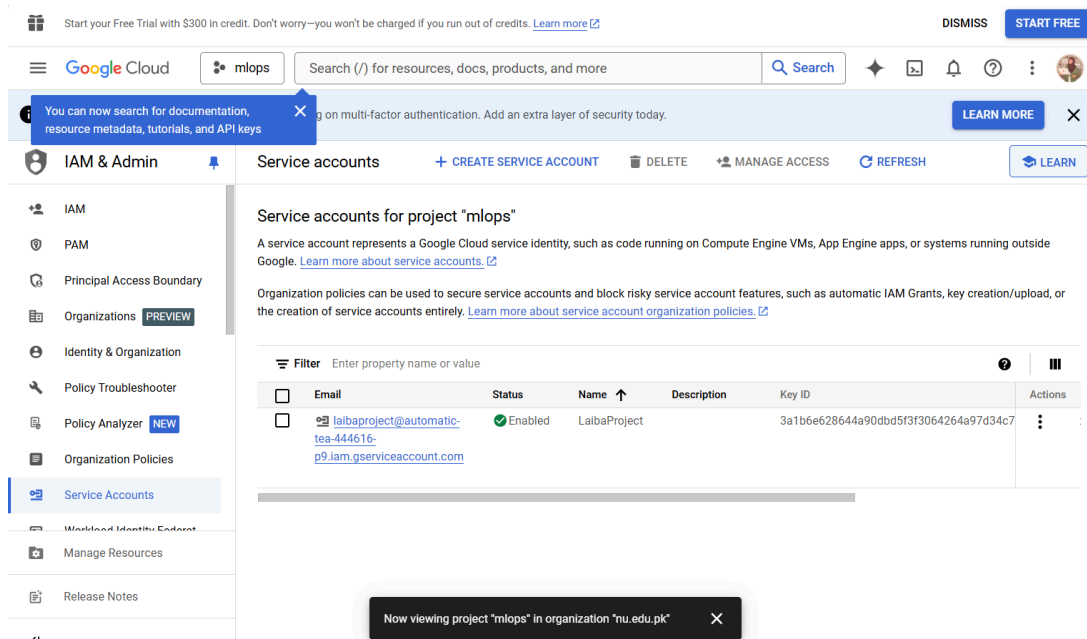 Start your Free Trial with $300 in credit. Don't worry—you won't be charged if you run out of credits. Learn more
DISMISS
START FREE
Google Cloud
mlops
Search (/) for resources, docs, products, and more
Search
You can now search for documentation,
resource metadata, tutorials, and API keys
g on multi-factor authentication. Add an extra layer of security today.
LEARN MORE
IAM & Admin
Service accounts
CREATE SERVICE ACCOUNT
DELETE
MANAGE ACCESS
REFRESH
LEARN
IAM
PAM
Principal Access Boundary
Organizations PREVIEW
Identity & Organization
Policy Troubleshooter
Policy Analyzer NEW
Organization Policies
Service Accounts
Workload Identity Federat
Manage Resources
Release Notes
Service accounts for project "mlops"
A service account represents a Google Cloud service identity, such as code running on Compute Engine VMs, App Engine apps, or systems running outside
Google. Learn more about service accounts.
Organization policies can be used to secure service accounts and block risky service account features, such as automatic IAM Grants, key creation/upload, or
the creation of service accounts entirely. Learn more about service account organization policies.
Filter Enter property name or value
Email Status Name Description Key ID Actions
laibaproject@automatic- Enabled LaibaProject 3a1b6e628644a90dbd5f3f3064264a97d34c7
tea-444616-
p9.iam.gserviceaccount.com
Now viewing project "mlops" in organization "nu.edu.pk"